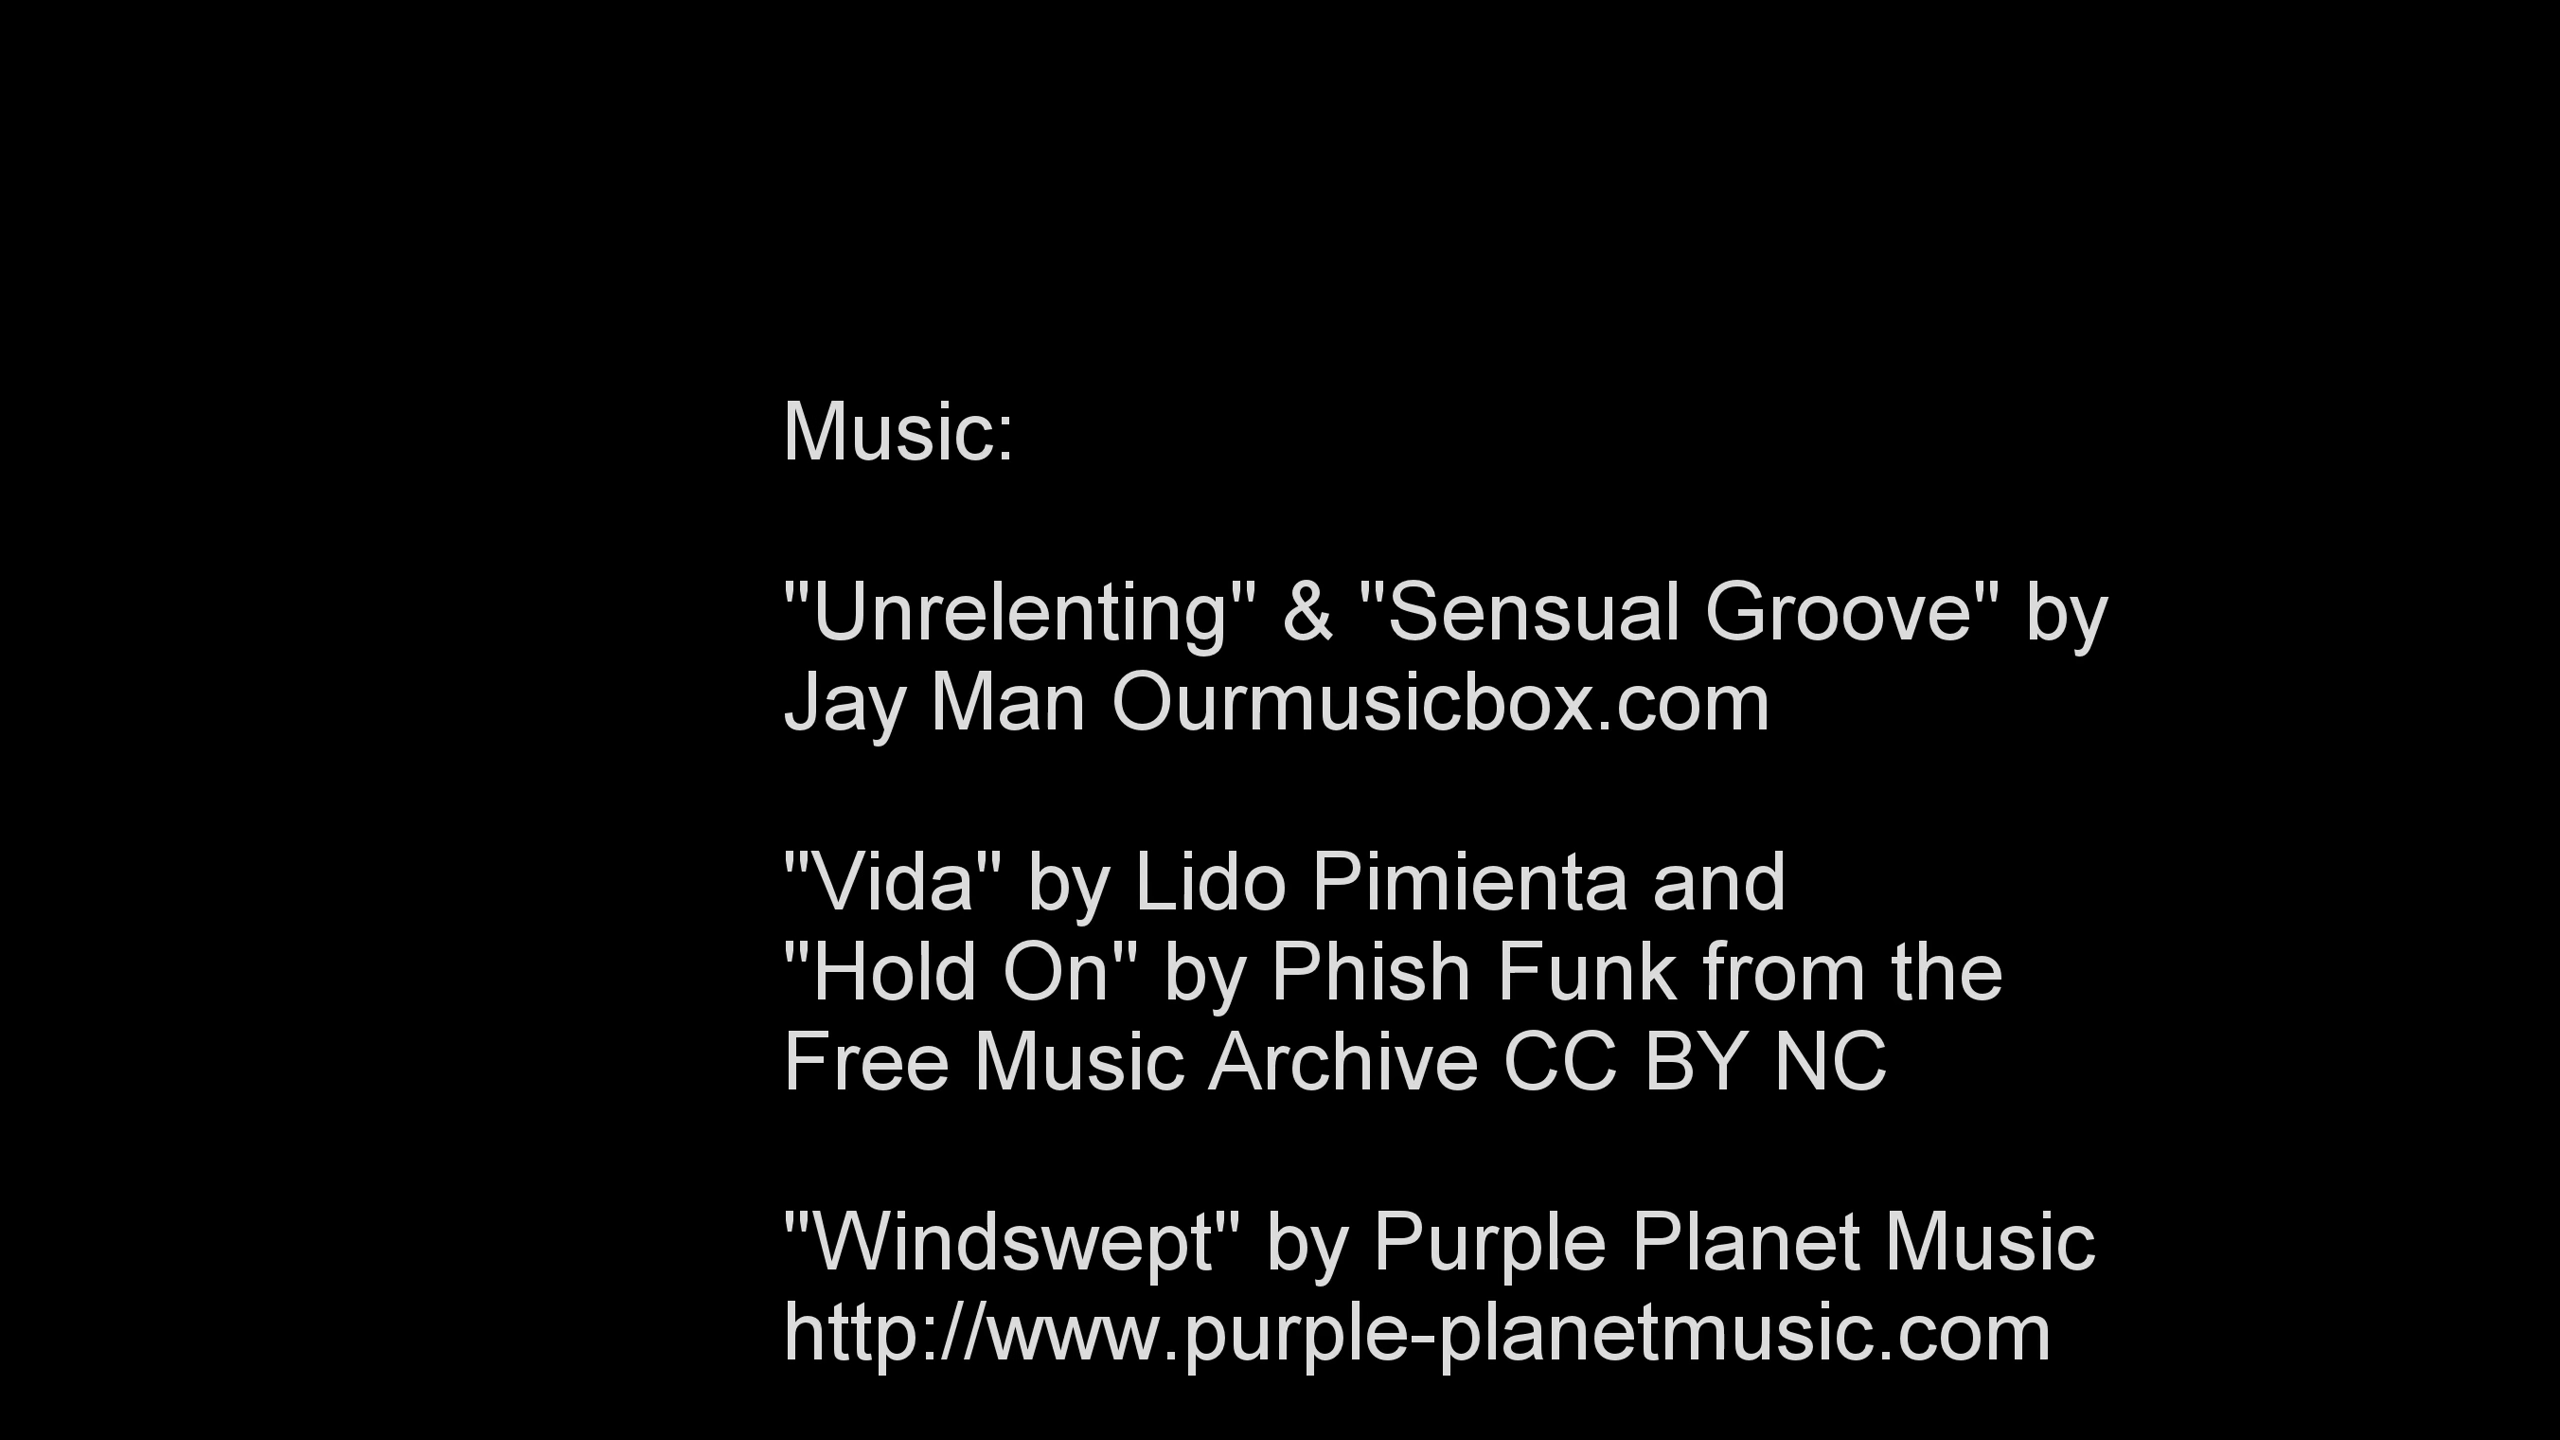 Music:
"Unrelenting" & "Sensual Groove" by
Jay Man Ourmusicbox.com
"Vida" by Lido Pimienta and
"Hold On" by Phish Funk from the
Free Music Archive CC BY NC
"Windswept" by Purple Planet Music
http://www.purple-planetmusic.com